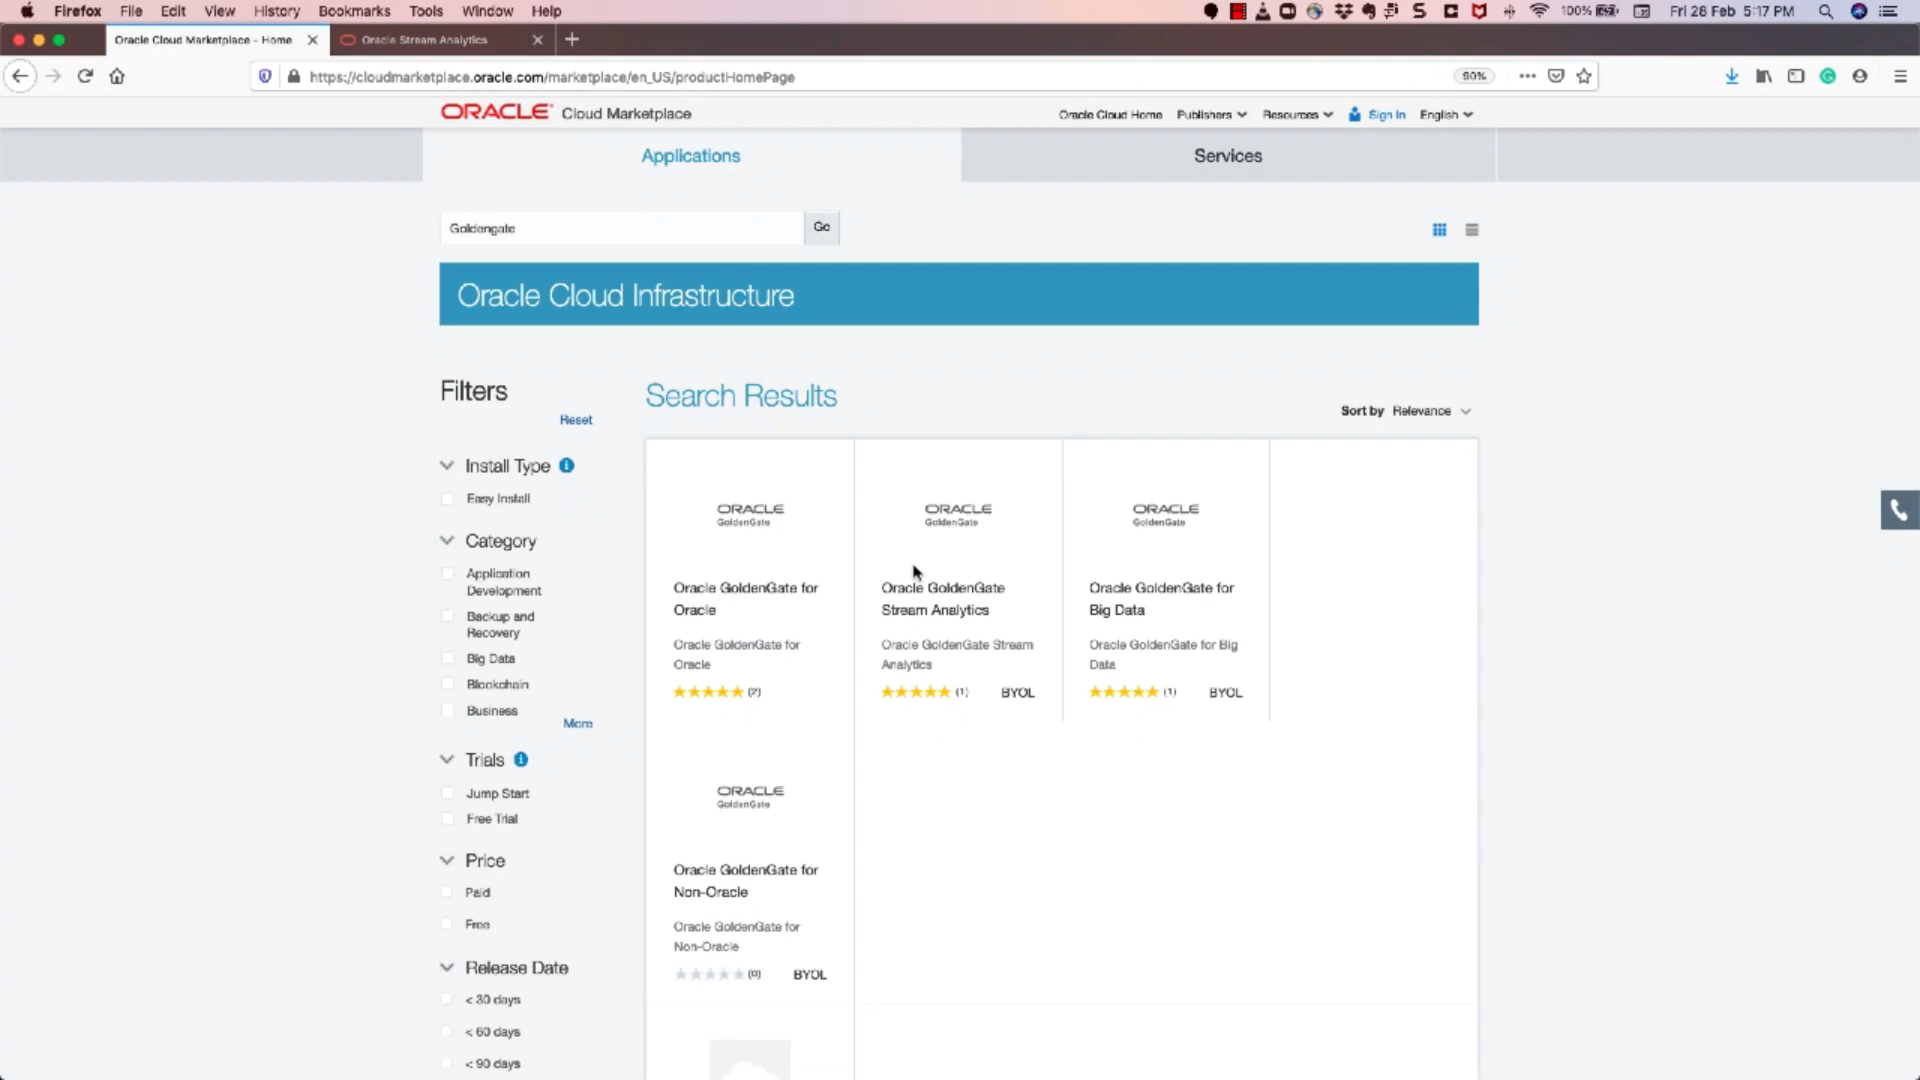 Firefox File Edit View History Bookmarks Tools Window Help 100% Fri 28 Feb 5:17 PM
Oracle Cloud Marketplace - Home Oracle Stream Analytics
https://cloudmarketplace.oracle.com/marketplace/en_US/productHomePage 90%
ORACLE Cloud Marketplace Oracle Cloud Home Publishers Resources Sign In English
Applications Services
Goldengate Go
Oracle Cloud Infrastructure
Filters
Reset
Search Results
Sort by Relevance
Install Type
Easy Install
Category
Application
Development
Backup and
Recovery
Big Data
Blockchain
Business
More
Trials
Jump Start
Free Trial
Price
Paid
Free
Release Date
< 30 days
< 60 days
< 90 days
ORACLE
GoldenGate
Oracle GoldenGate for
Oracle
Oracle GoldenGate for
Oracle
(2)
ORACLE
GoldenGate
Oracle GoldenGate
Stream Analytics
Oracle GoldenGate Stream
Analytics
(1) BYOL
ORACLE
GoldenGate
Oracle GoldenGate for
Big Data
Oracle GoldenGate for Big
Data
(1) BYOL
ORACLE
GoldenGate
Oracle GoldenGate for
Non-Oracle
Oracle GoldenGate for
Non-Oracle
(0) BYOL